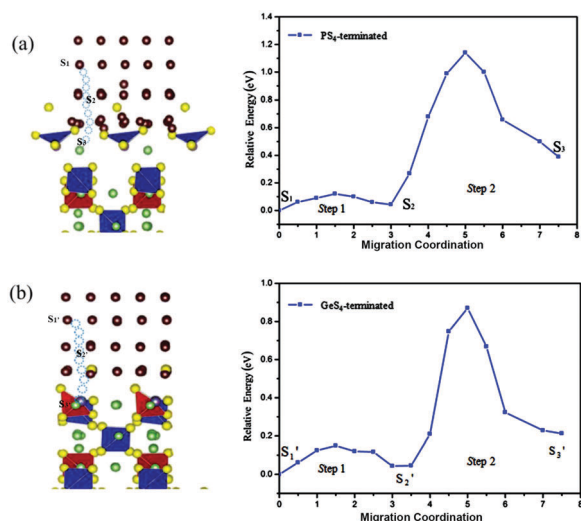 (a)
S1
S2
S3
Relative Energy (eV)
1.4
1.2
1.0
0.8
0.6
0.4
0.2
0.0
PS4-terminated
S1
Step 1
S2
Step 2
S3
0 1 2 3 4 5 6 7 8
Migration Coordination
(b)
S1'
S2'
S3'
Relative Energy (eV)
1.0
0.8
0.6
0.4
0.2
0.0
GeS4-terminated
S1'
Step 1
S2'
Step 2
S3'
0 1 2 3 4 5 6 7 8
Migration Coordination